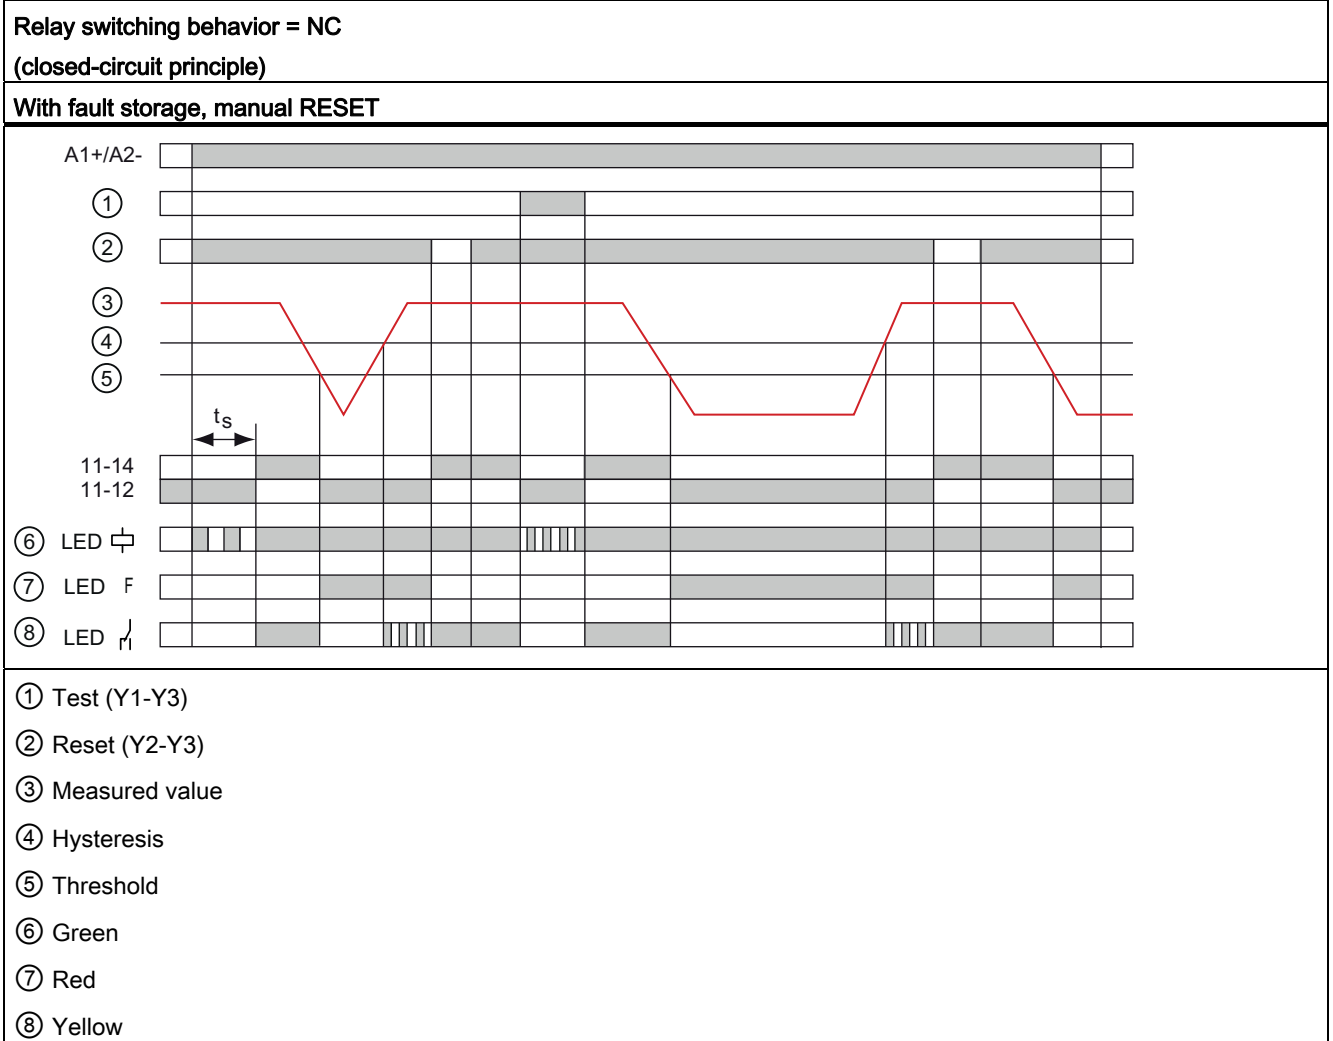 Relay switching behavior = NC
(closed-circuit principle)
With fault storage, manual RESET
A1+/A2-
①
②
③
④
⑤
ts
11-14
11-12
⑥ LED
⑦ LED F
⑧ LED
① Test (Y1-Y3)
② Reset (Y2-Y3)
③ Measured value
④ Hysteresis
⑤ Threshold
⑥ Green
⑦ Red
⑧ Yellow